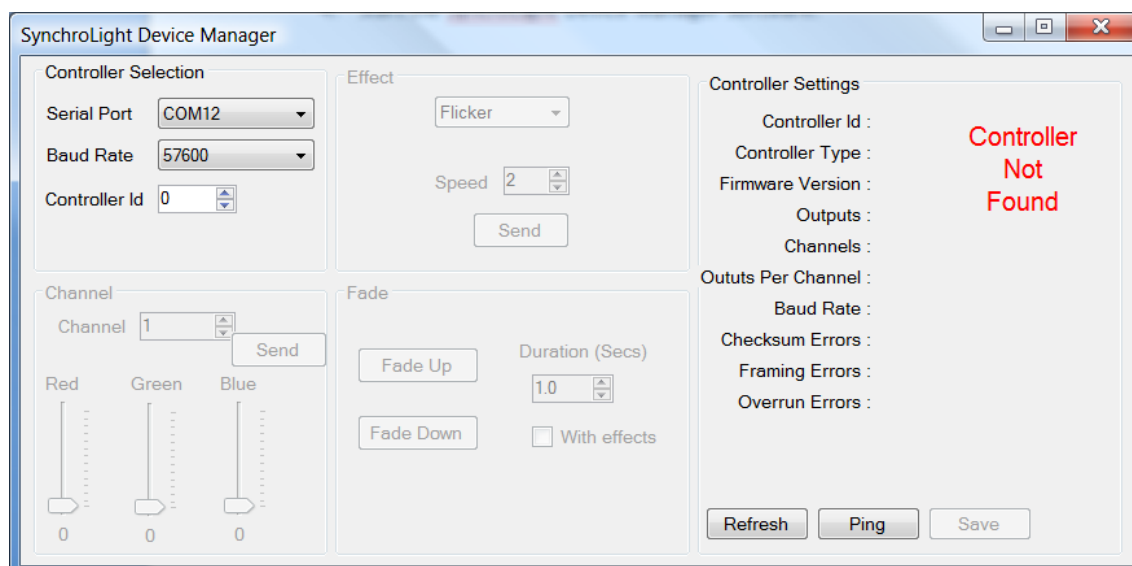 SynchroLight Device Manager
Controller Selection
Serial Port COM12
Baud Rate 57600
Controller Id 0
Effect
Flicker
Speed 2
Send
Channel
Channel 1
Send
Red Green Blue
0 0 0
Fade
Fade Up
Duration (Secs)
1.0
Fade Down
With effects
Controller Settings
Controller Id :
Controller Type :
Firmware Version :
Outputs :
Channels :
Oututs Per Channel :
Baud Rate :
Checksum Errors :
Framing Errors :
Overrun Errors :
Controller
Not
Found
Refresh Ping Save